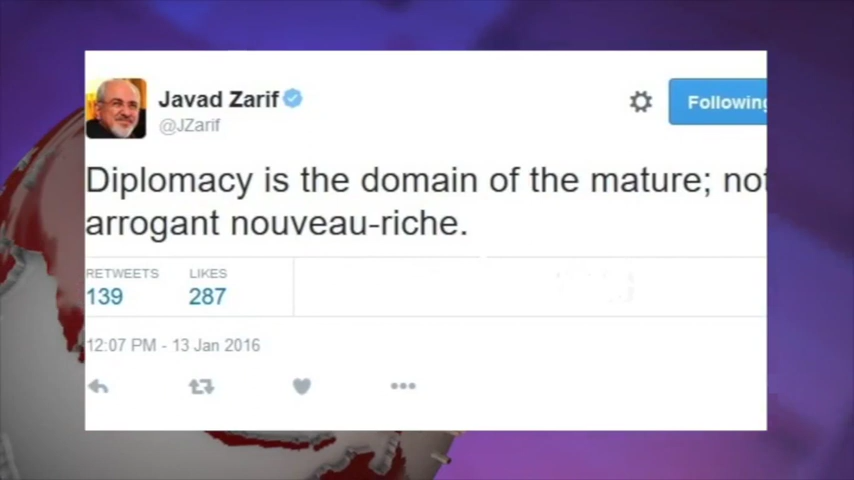 Javad Zarif
@JZarif
Following
Diplomacy is the domain of the mature; not
arrogant nouveau-riche.
RETWEETS LIKES
139 287
12:07 PM - 13 Jan 2016